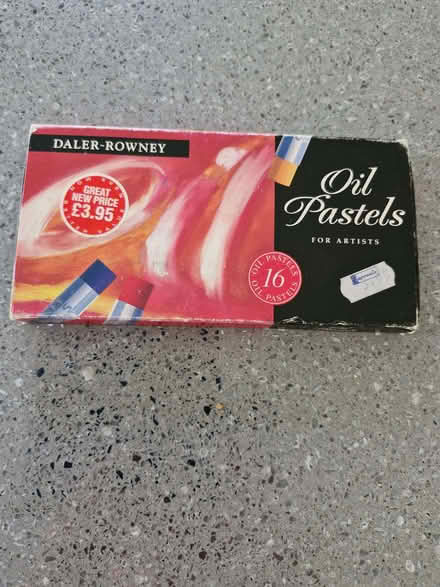 DALER-ROWNEY
GREAT
NEW PRICE
£3.95
Oil
Pastels
FOR ARTISTS
OIL PASTELS
16
OIL PASTELS